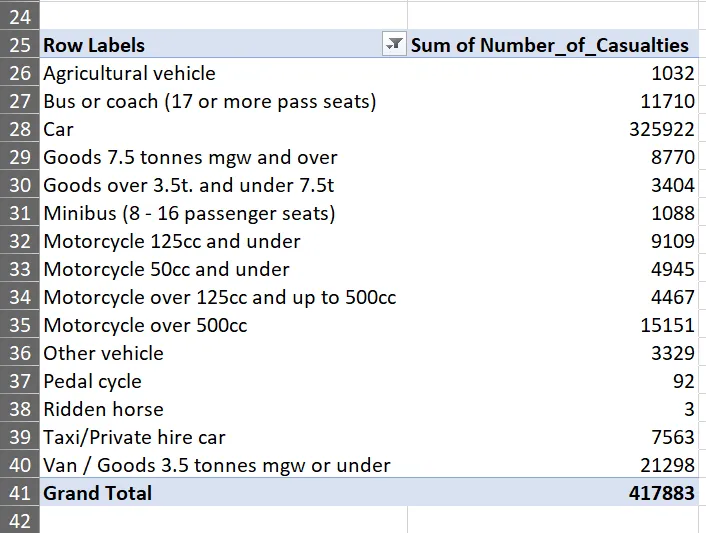 24
25 Row Labels Sum of Number_of_Casualties
26 Agricultural vehicle 1032
27 Bus or coach (17 or more pass seats) 11710
28 Car 325922
29 Goods 7.5 tonnes mgw and over 8770
30 Goods over 3.5t. and under 7.5t 3404
31 Minibus (8 - 16 passenger seats) 1088
32 Motorcycle 125cc and under 9109
33 Motorcycle 50cc and under 4945
34 Motorcycle over 125cc and up to 500cc 4467
35 Motorcycle over 500cc 15151
36 Other vehicle 3329
37 Pedal cycle 92
38 Ridden horse 3
39 Taxi/Private hire car 7563
40 Van / Goods 3.5 tonnes mgw or under 21298
41 Grand Total 417883
42